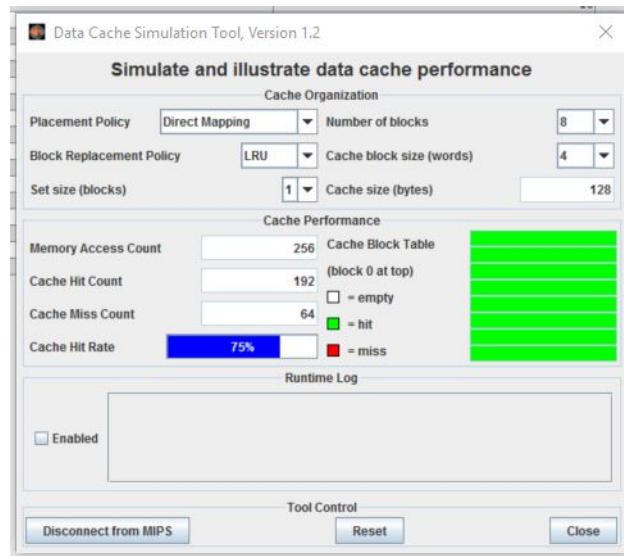 Data Cache Simulation Tool, Version 1.2
Simulate and illustrate data cache performance
Cache Organization
Placement Policy Direct Mapping Number of blocks 8
Block Replacement Policy LRU Cache block size (words) 4
Set size (blocks) 1 Cache size (bytes) 128
Cache Performance
Memory Access Count 256 Cache Block Table
(block 0 at top)
Cache Hit Count 192
= empty
Cache Miss Count 64
= hit
Cache Hit Rate 75%
= miss
Runtime Log
Enabled
Tool Control
Disconnect from MIPS Reset Close